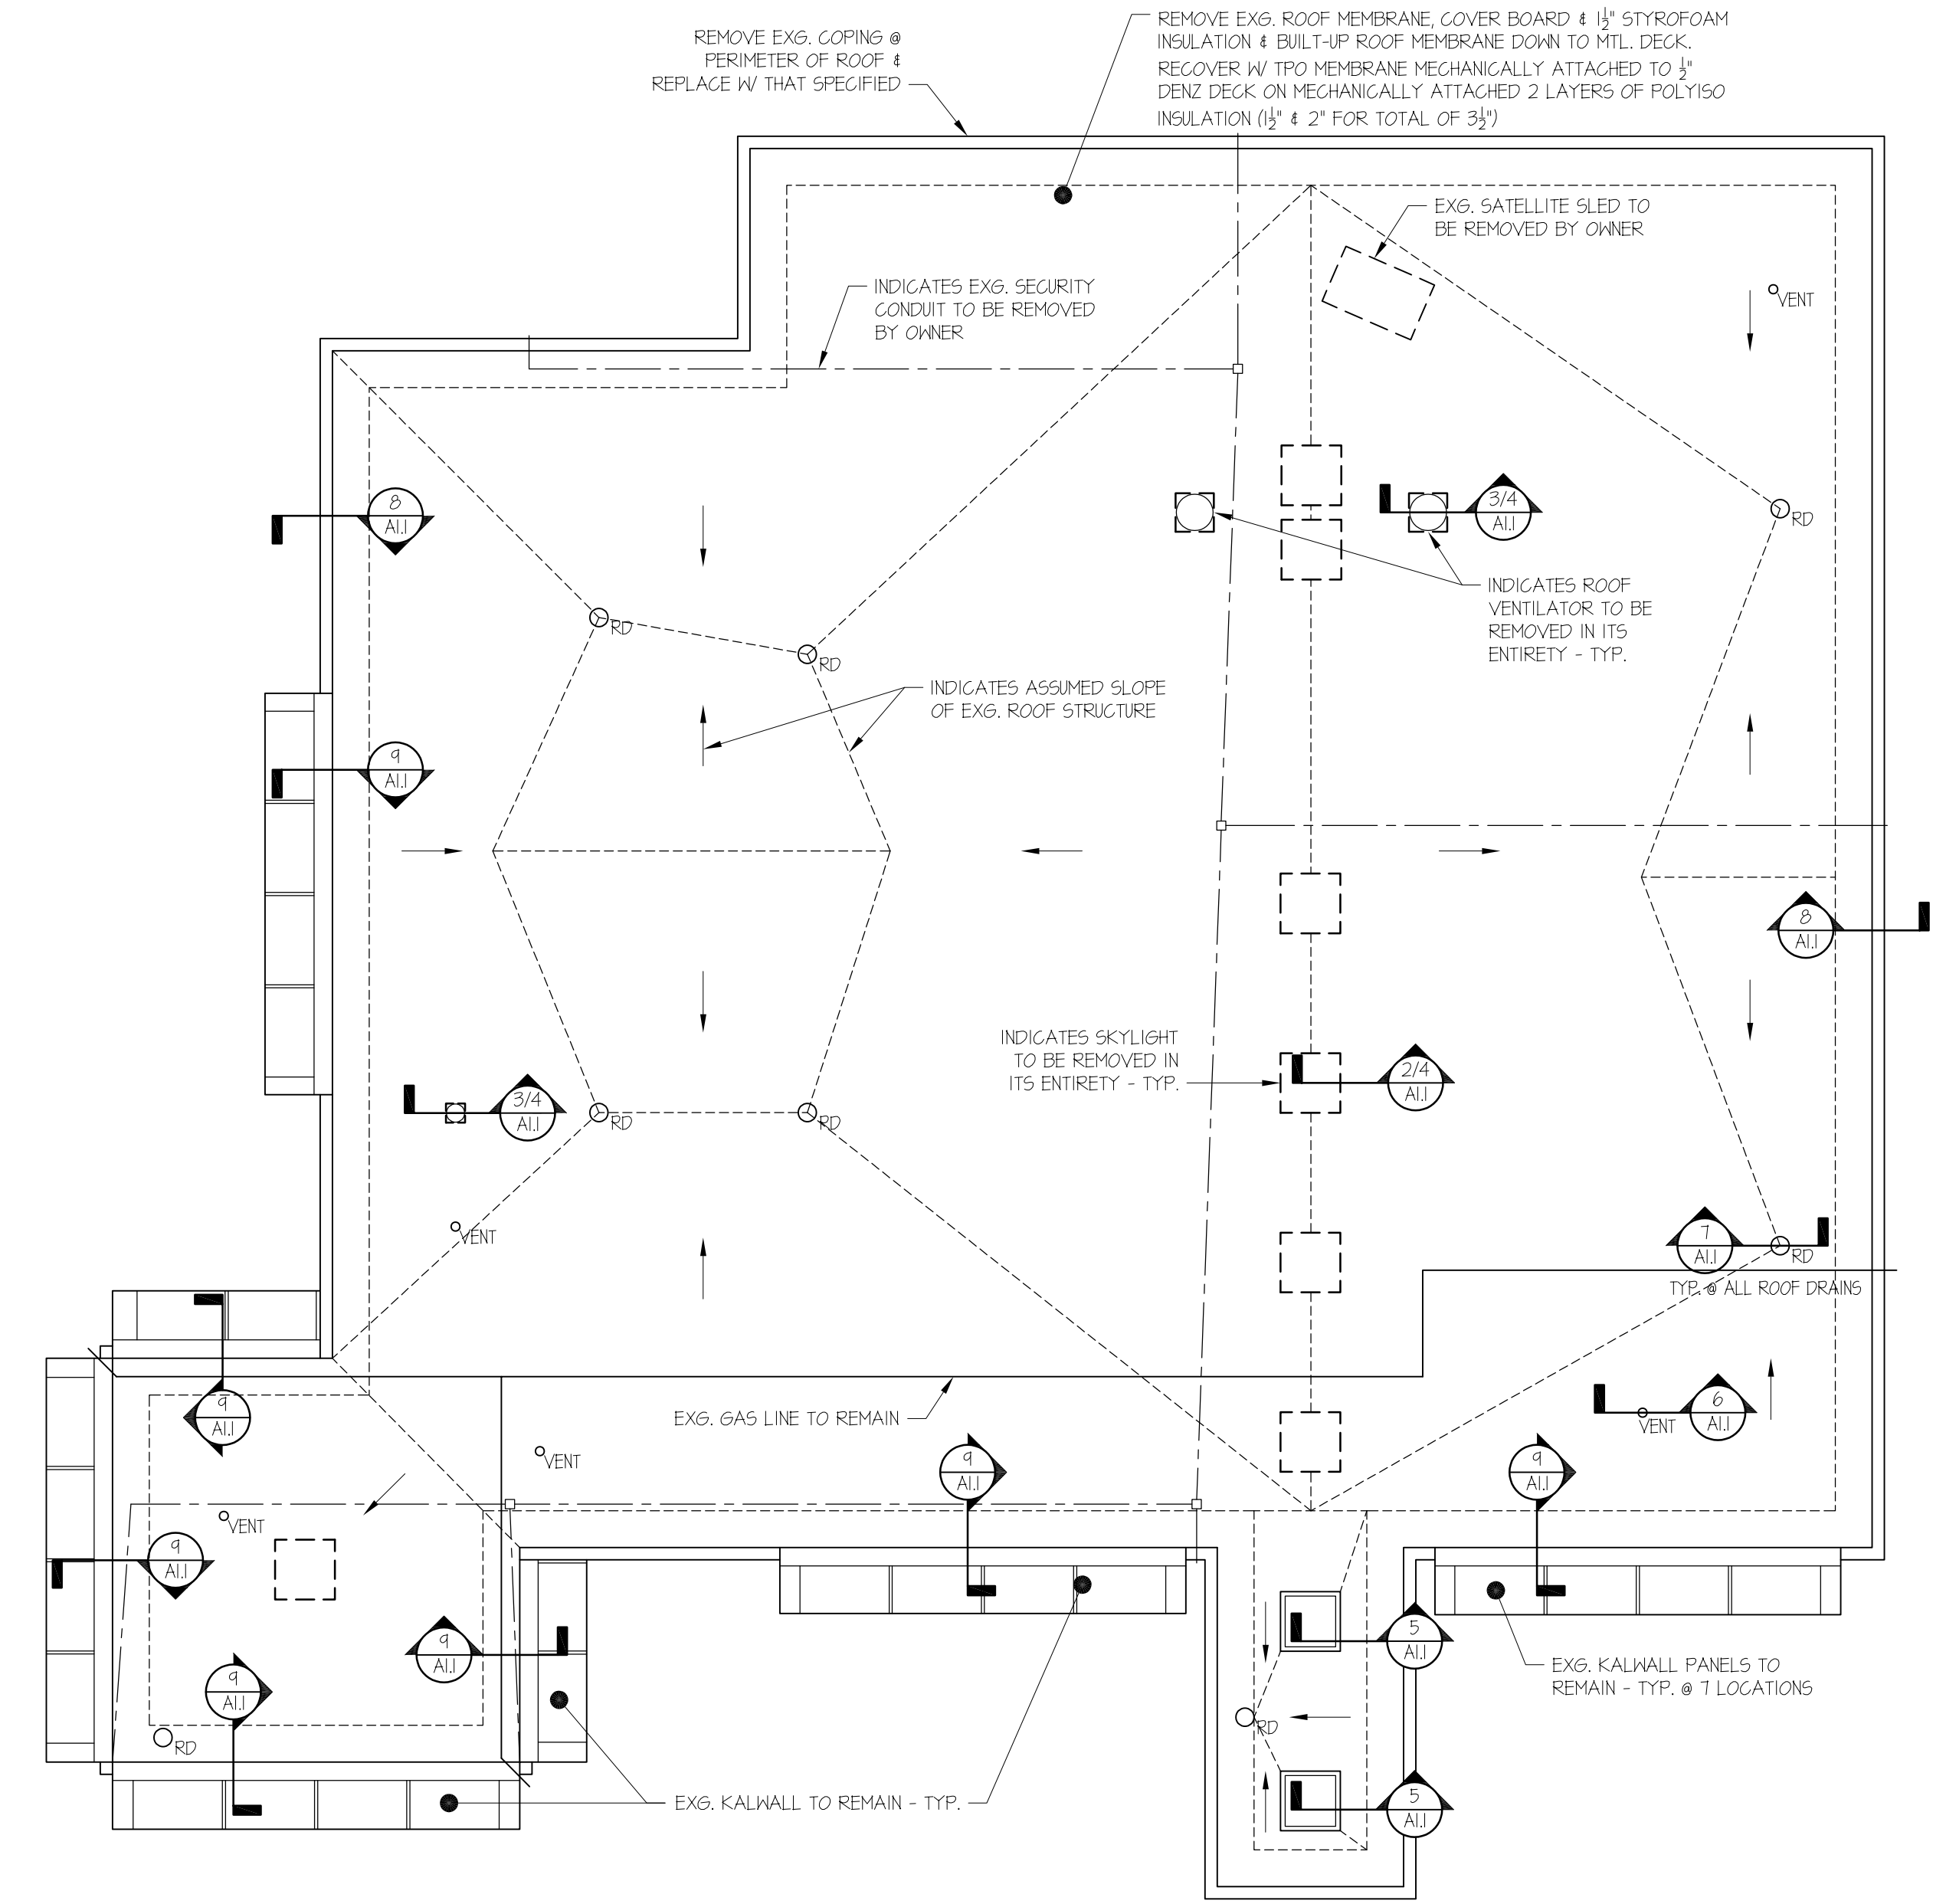 REMOVE EXG. COPING @
PERIMETER OF ROOF &
REPLACE W/ THAT SPECIFIED
REMOVE EXG. ROOF MEMBRANE, COVER BOARD & 1½" STYROFOAM
INSULATION & BUILT-UP ROOF MEMBRANE DOWN TO MTL. DECK.
RECOVER W/ TPO MEMBRANE MECHANICALLY ATTACHED TO ½"
DENZ DECK ON MECHANICALLY ATTACHED 2 LAYERS OF POLYISO
INSULATION (1½" & 2" FOR TOTAL OF 3½")
EXG. SATELLITE SLED TO
BE REMOVED BY OWNER
INDICATES EXG. SECURITY
CONDUIT TO BE REMOVED
BY OWNER
VENT
8
A1.1
3/4
A1.1
RD
INDICATES ROOF
VENTILATOR TO BE
REMOVED IN ITS
ENTIRETY - TYP.
RD
RD
INDICATES ASSUMED SLOPE
OF EXG. ROOF STRUCTURE
9
A1.1
8
A1.1
INDICATES SKYLIGHT
TO BE REMOVED IN
ITS ENTIRETY - TYP.
2/4
A1.1
3/4
A1.1
RD
RD
VENT
7
A1.1
RD
TYP. @ ALL ROOF DRAINS
9
A1.1
EXG. GAS LINE TO REMAIN
6
A1.1
VENT
VENT
9
A1.1
9
A1.1
VENT
9
A1.1
9
A1.1
9
A1.1
5
A1.1
EXG. KALWALL PANELS TO
REMAIN - TYP. @ 7 LOCATIONS
RD
RD
EXG. KALWALL TO REMAIN - TYP.
5
A1.1